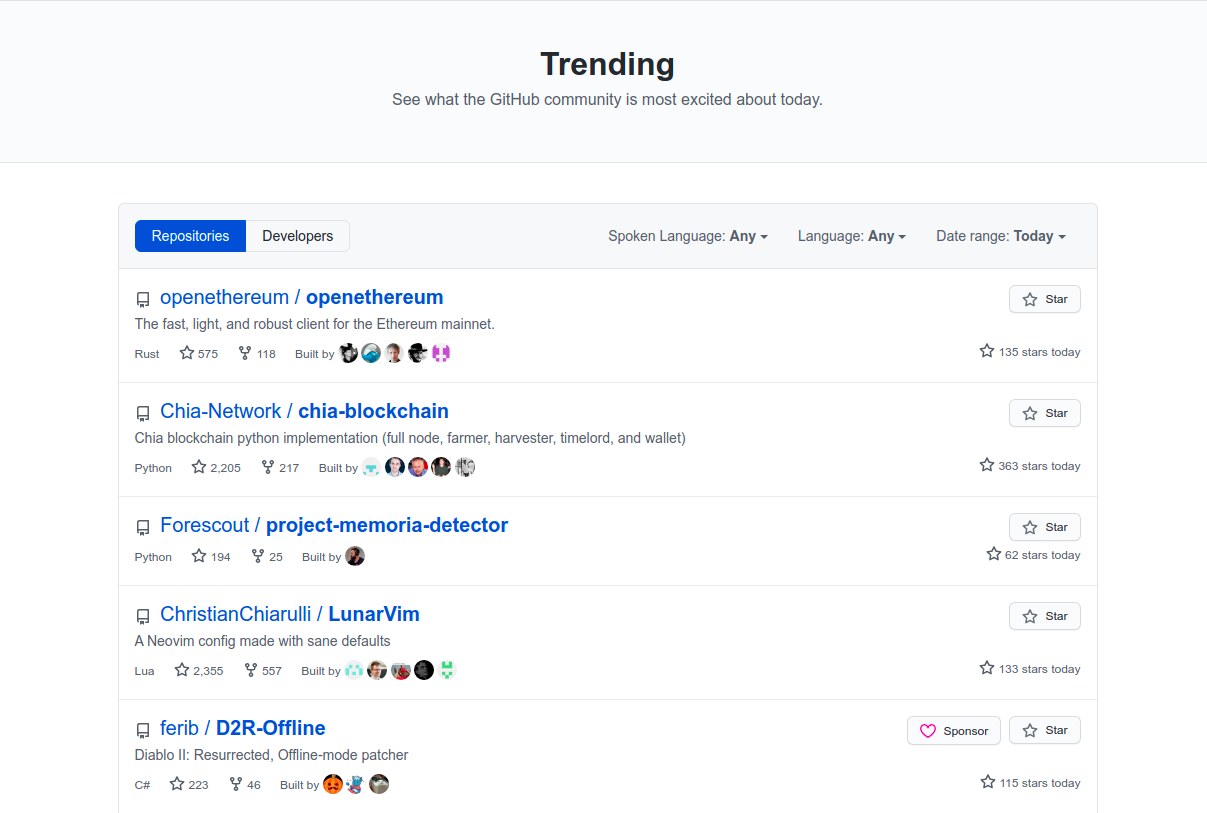 Trending
See what the GitHub community is most excited about today.
Repositories Developers Spoken Language: Any Language: Any Date range: Today
openethereum / openethereum Star
The fast, light, and robust client for the Ethereum mainnet.
Rust 575 118 Built by 135 stars today
Chia-Network / chia-blockchain Star
Chia blockchain python implementation (full node, farmer, harvester, timelord, and wallet)
Python 2,205 217 Built by 363 stars today
Forescout / project-memoria-detector Star
Python 194 25 Built by 62 stars today
ChristianChiarulli / LunarVim Star
A Neovim config made with sane defaults
Lua 2,355 557 Built by 133 stars today
ferib / D2R-Offline Sponsor Star
Diablo II: Resurrected, Offline-mode patcher
C# 223 46 Built by 115 stars today